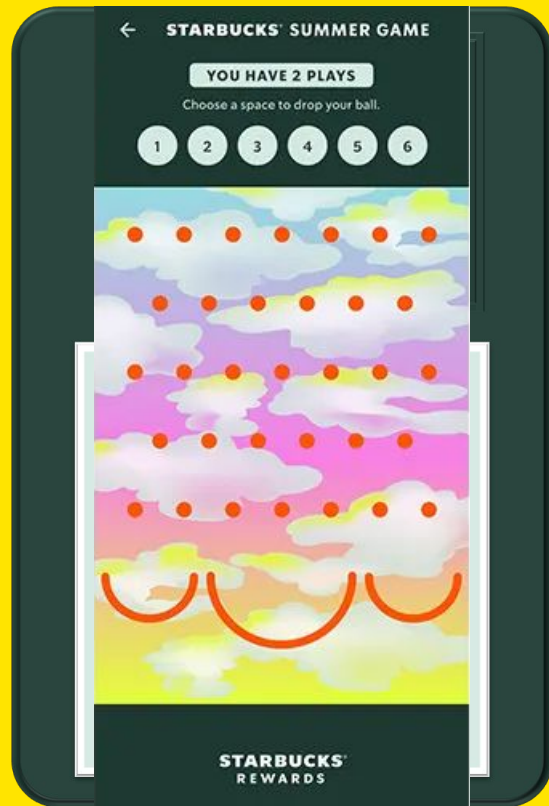 STARBUCKS® SUMMER GAME
YOU HAVE 2 PLAYS
Choose a space to drop your ball.
1 2 3 4 5 6
STARBUCKS®
REWARDS